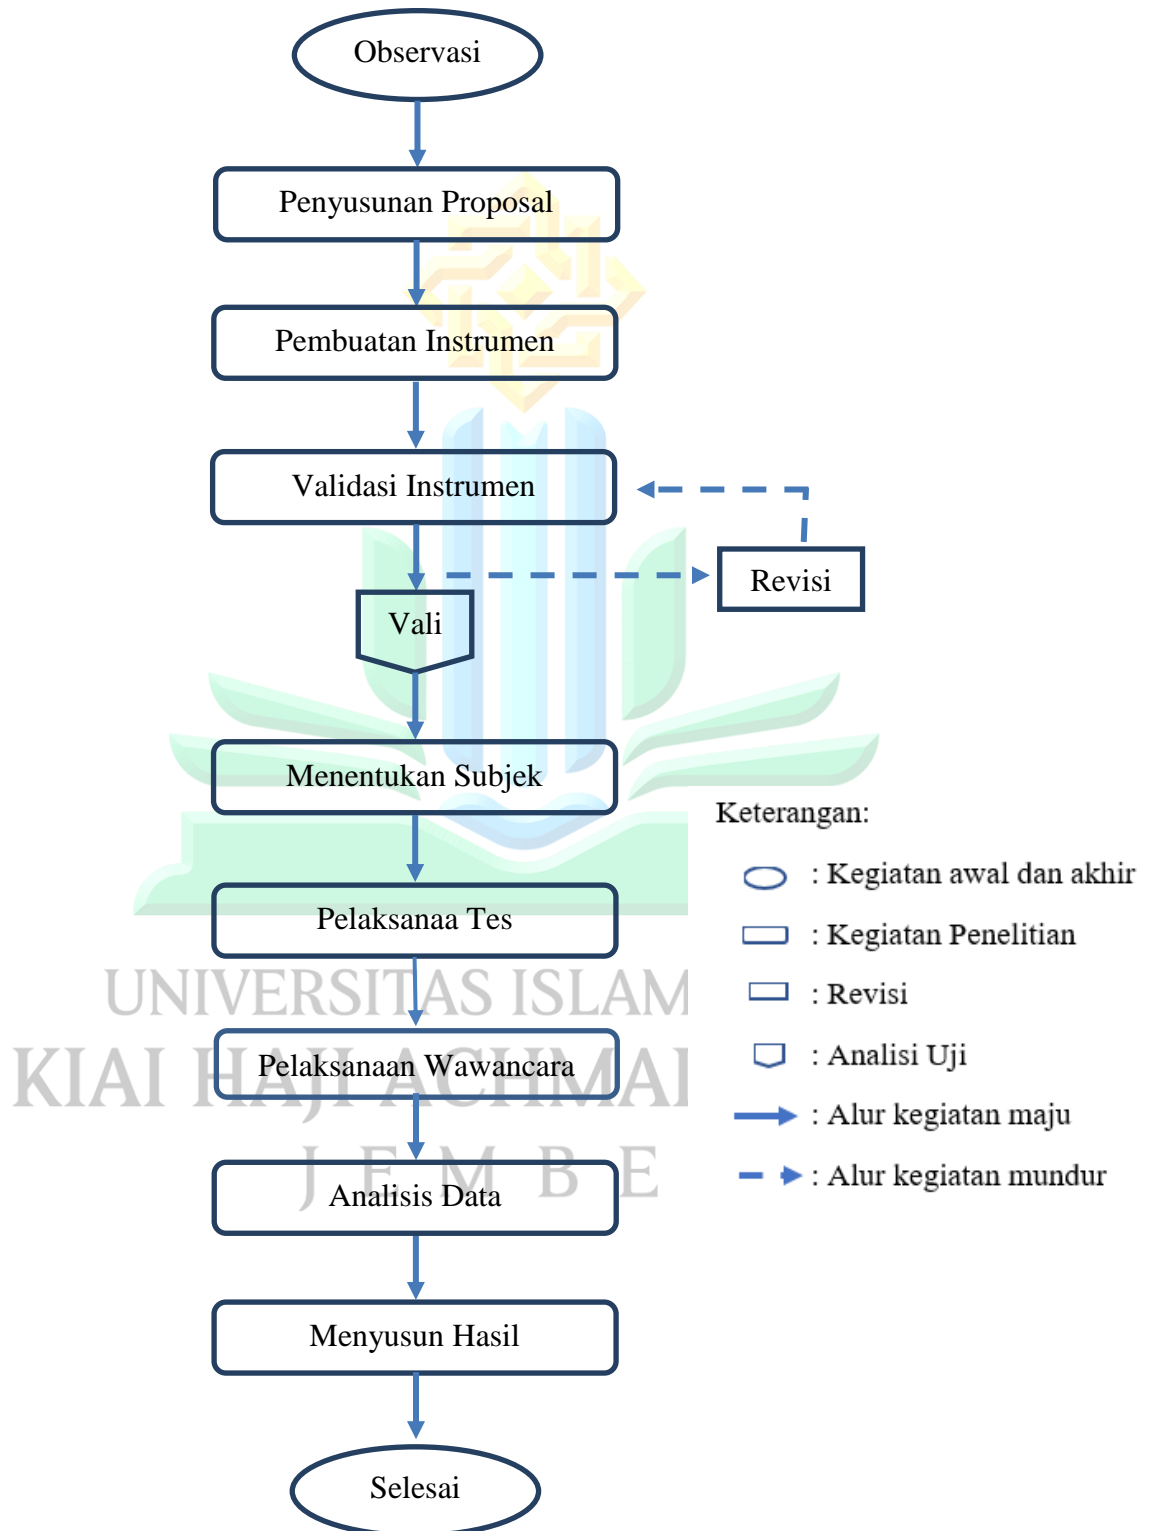 Observasi
Penyusunan Proposal
Pembuatan Instrumen
Validasi Instrumen
Revisi
Vali
Menentukan Subjek
Keterangan:
: Kegiatan awal dan akhir
Pelaksanaa Tes
: Kegiatan Penelitian
UNIVERSITAS ISLAM
: Revisi
Pelaksanaan Wawancara
: Analisi Uji
KIAI HAJI ACHMA
: Alur kegiatan maju
J E M B E
Analisis Data
: Alur kegiatan mundur
Menyusun Hasil
Selesai